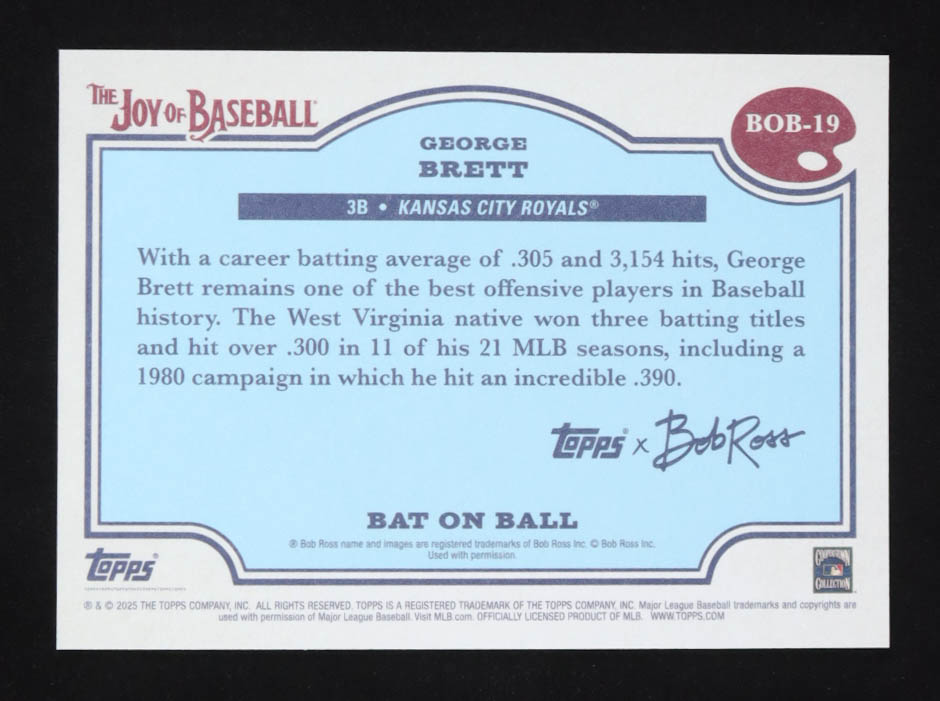 THE JOY OF BASEBALL
BOB-19
GEORGE
BRETT
3B • KANSAS CITY ROYALS®
With a career batting average of .305 and 3,154 hits, George
Brett remains one of the best offensive players in Baseball
history. The West Virginia native won three batting titles
and hit over .300 in 11 of his 21 MLB seasons, including a
1980 campaign in which he hit an incredible .390.
Topps® x Bob Ross
BAT ON BALL
® Bob Ross name and images are registered trademarks of Bob Ross Inc. © Bob Ross Inc.
Used with permission.
Topps®
COOPERSTOWN
COLLECTION
® & © 2025 THE TOPPS COMPANY, INC. ALL RIGHTS RESERVED. TOPPS IS A REGISTERED TRADEMARK OF THE TOPPS COMPANY, INC. Major League Baseball trademarks and copyrights are
used with permission of Major League Baseball. Visit MLB.com. OFFICIALLY LICENSED PRODUCT OF MLB. WWW.TOPPS.COM